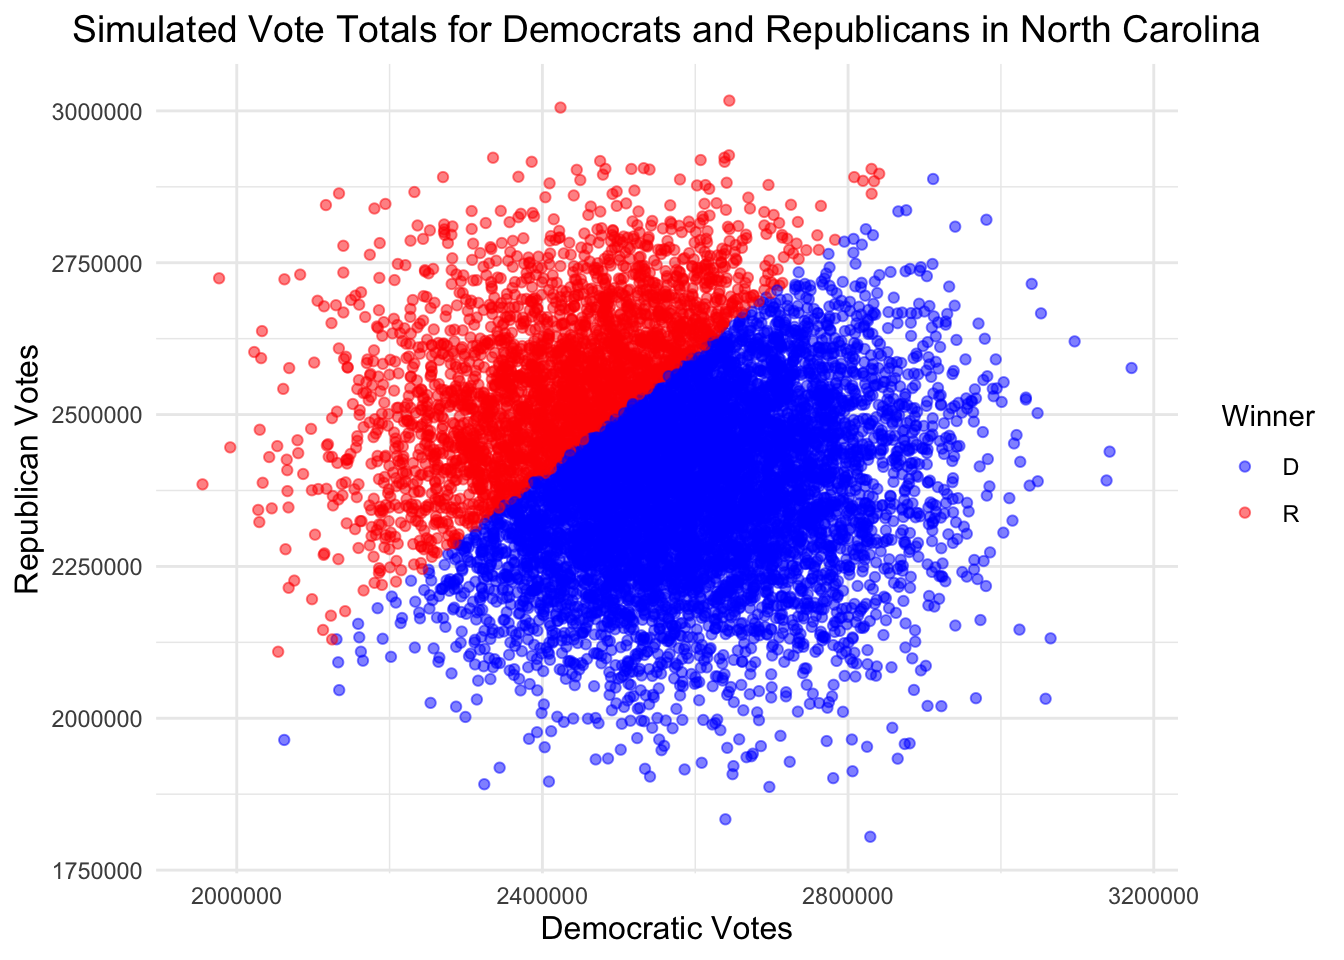 Simulated Vote Totals for Democrats and Republicans in North Carolina
3000000
2750000
2500000
2250000
2000000
1750000
Republican Votes
2000000
2400000
2800000
3200000
Democratic Votes
Winner
D
R